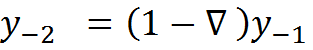 y₋₂ = (1 − ∇)y₋₁